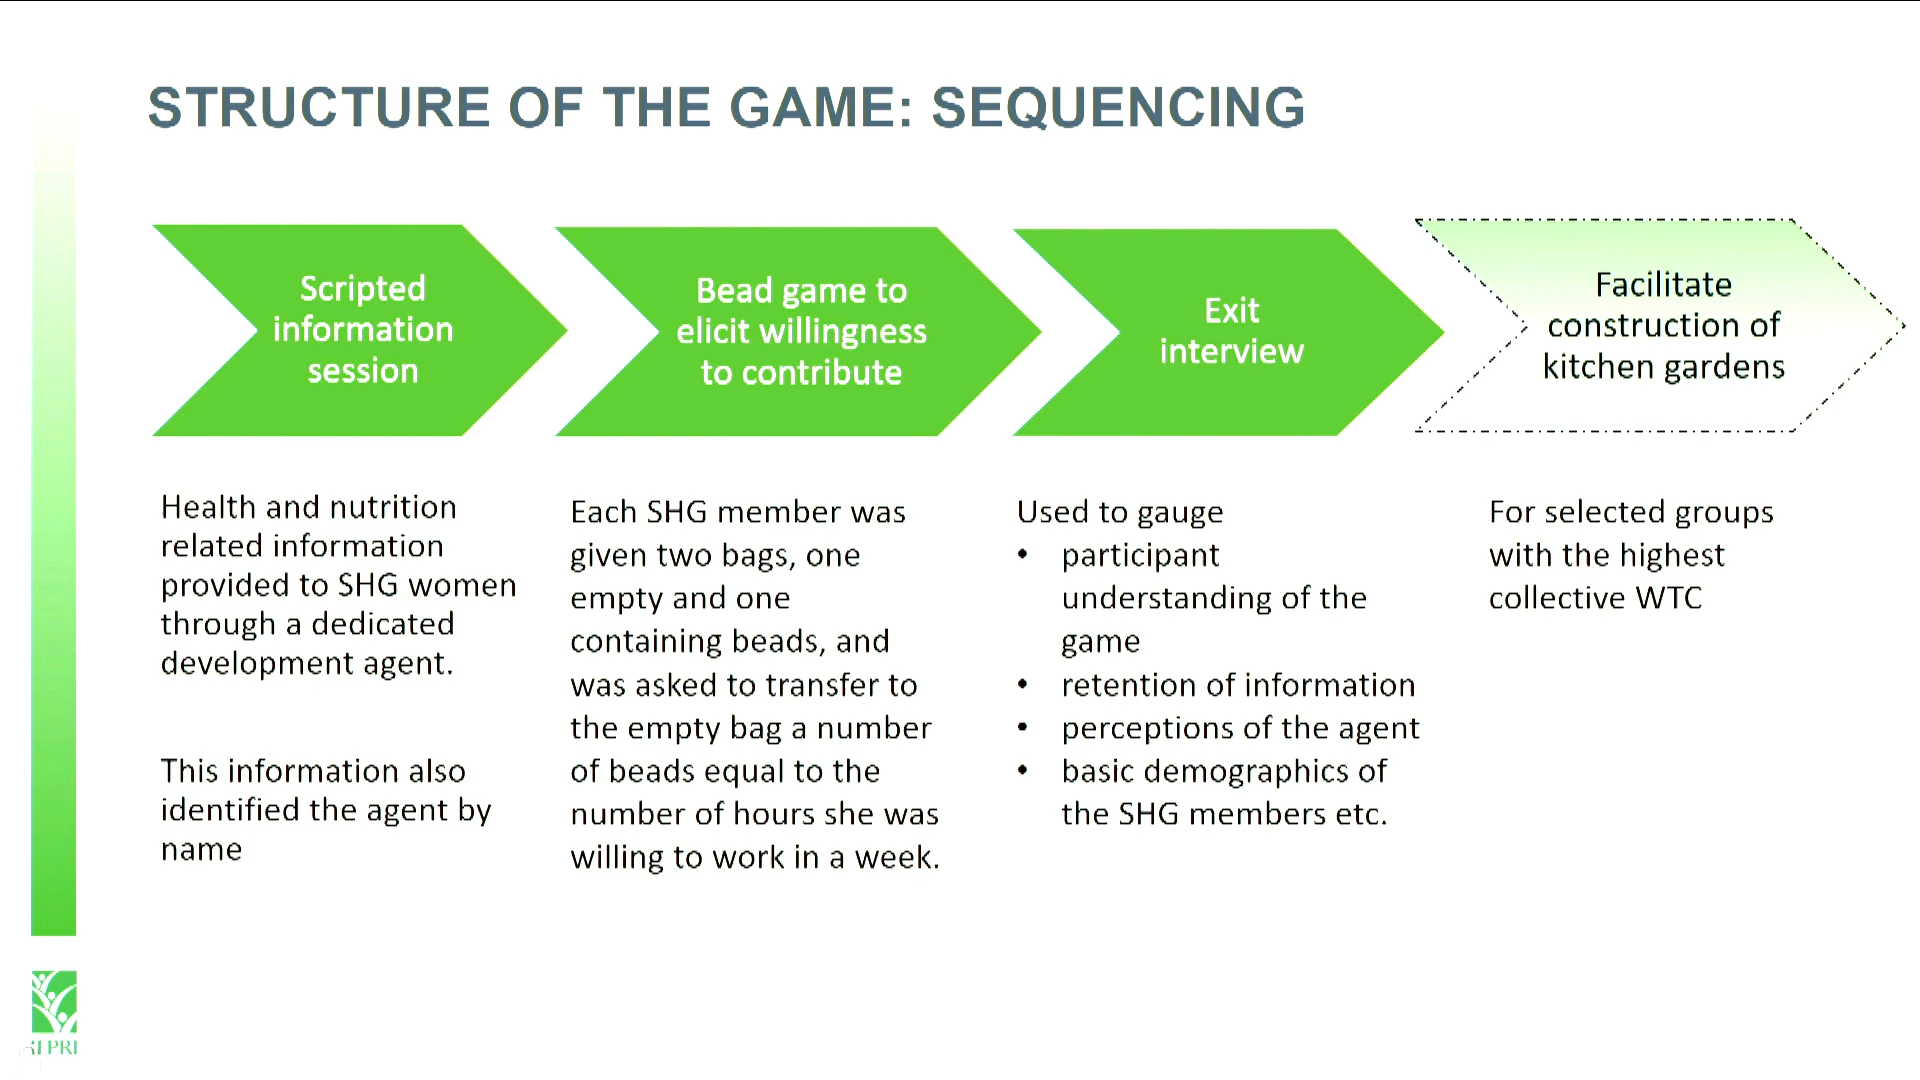 STRUCTURE OF THE GAME: SEQUENCING
Scripted
information
session
Bead game to
elicit willingness
to contribute
Exit
interview
Facilitate
construction of
kitchen gardens
Health and nutrition
related information
provided to SHG women
through a dedicated
development agent.
This information also
identified the agent by
name
Each SHG member was
given two bags, one
empty and one
containing beads, and
was asked to transfer to
the empty bag a number
of beads equal to the
number of hours she was
willing to work in a week.
Used to gauge
• participant
understanding of the
game
• retention of information
• perceptions of the agent
• basic demographics of
the SHG members etc.
For selected groups
with the highest
collective WTC